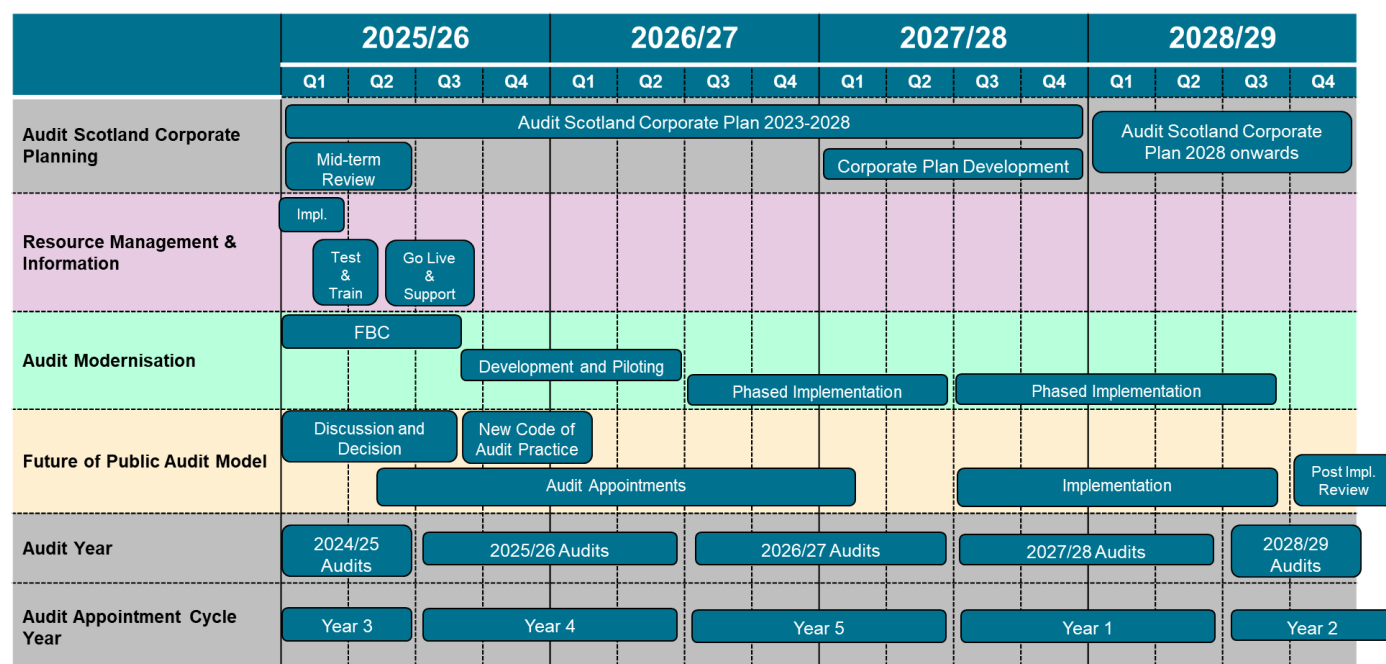 2025/26 2026/27 2027/28 2028/29
Q1 Q2 Q3 Q4 Q1 Q2 Q3 Q4 Q1 Q2 Q3 Q4 Q1 Q2 Q3 Q4
Audit Scotland Corporate
Planning
Audit Scotland Corporate Plan 2023-2028
Mid-term
Review
Corporate Plan Development
Audit Scotland Corporate
Plan 2028 onwards
Resource Management &
Information
Impl.
Test
&
Train
Go Live
&
Support
Audit Modernisation
FBC
Development and Piloting
Phased Implementation
Phased Implementation
Future of Public Audit Model
Discussion and
Decision
New Code of
Audit Practice
Audit Appointments
Implementation
Post Impl.
Review
Audit Year
2024/25
Audits
2025/26 Audits
2026/27 Audits
2027/28 Audits
2028/29
Audits
Audit Appointment Cycle
Year
Year 3
Year 4
Year 5
Year 1
Year 2